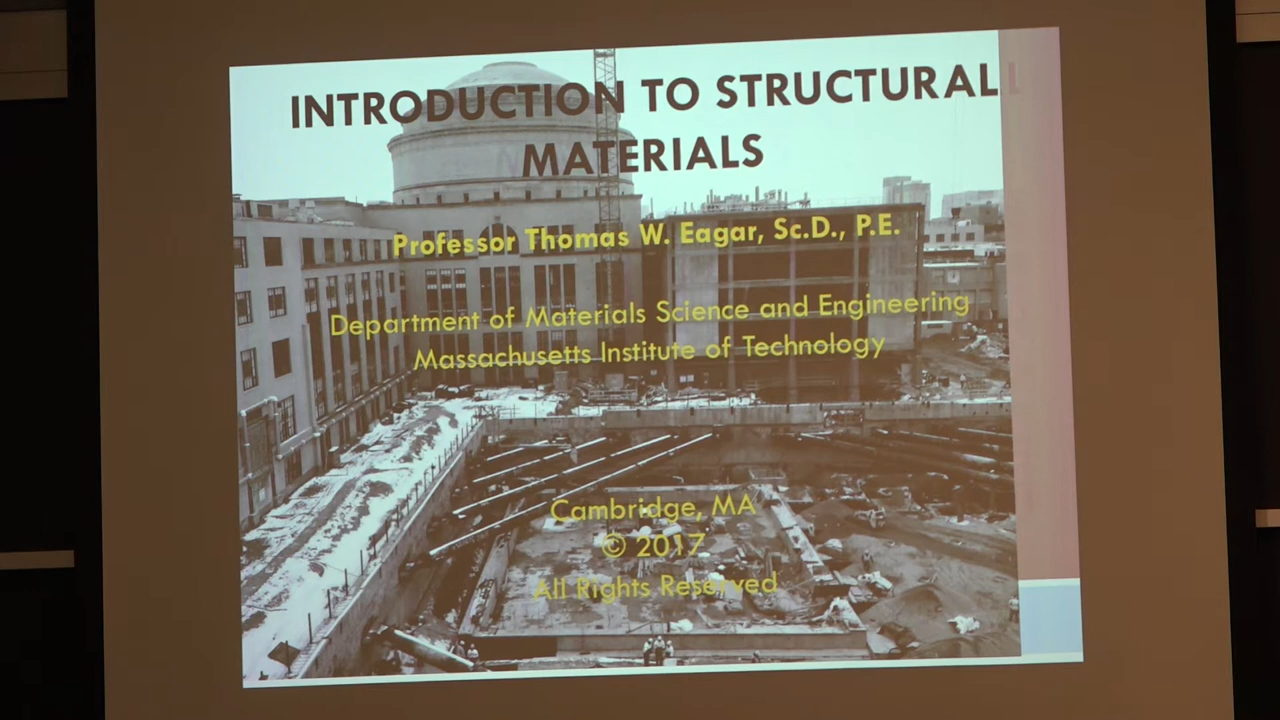 INTRODUCTION TO STRUCTURAL
MATERIALS
Professor Thomas W. Eagar, Sc.D., P.E.
Department of Materials Science and Engineering
Massachusetts Institute of Technology
Cambridge, MA
© 2017
All Rights Reserved